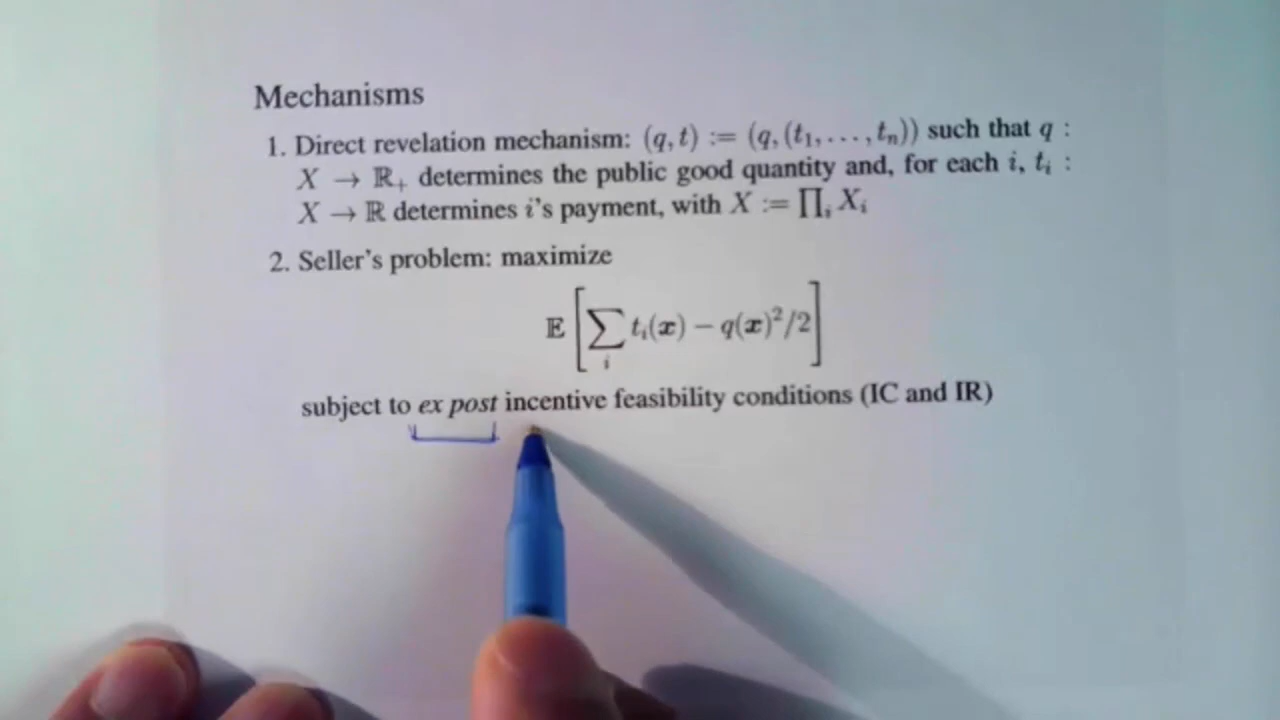 Mechanisms
1. Direct revelation mechanism: (q, t) := (q, (t₁, . . . , tₙ)) such that q :
X → ℝ₊ determines the public good quantity and, for each i, tᵢ :
X → ℝ determines i's payment, with X := ∏ᵢ Xᵢ
2. Seller's problem: maximize
𝔼 [∑ᵢ tᵢ(x) − q(x)²/2]
subject to ex post incentive feasibility conditions (IC and IR)